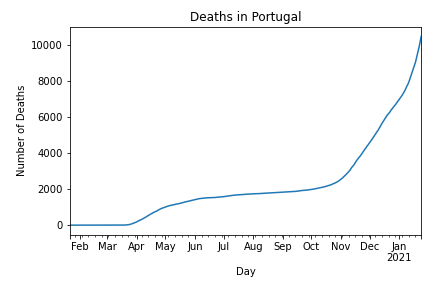 Deaths in Portugal
Number of Deaths
10000
8000
6000
4000
2000
0
Feb Mar Apr May Jun Jul Aug Sep Oct Nov Dec Jan
2021
Day